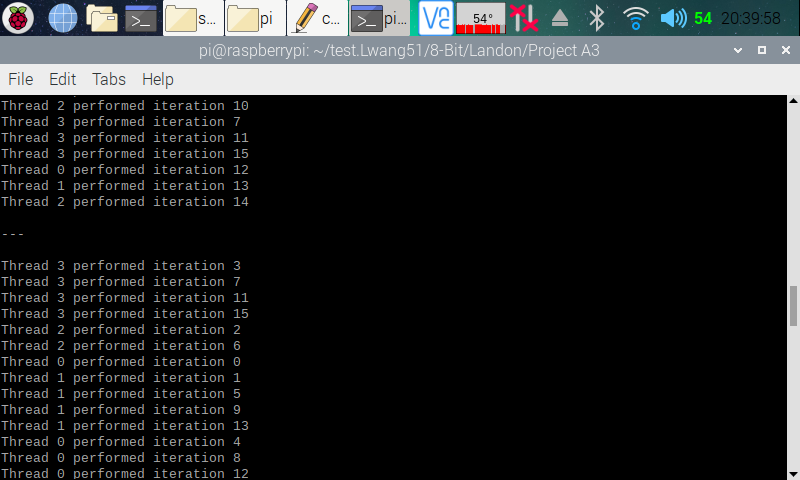 s...
pi
c...
pi...
54°
54
20:39:58
pi@raspberrypi: ~/test.Lwang51/8-Bit/Landon/Project A3
File Edit Tabs Help
Thread 2 performed iteration 10
Thread 3 performed iteration 7
Thread 3 performed iteration 11
Thread 3 performed iteration 15
Thread 0 performed iteration 12
Thread 1 performed iteration 13
Thread 2 performed iteration 14
---
Thread 3 performed iteration 3
Thread 3 performed iteration 7
Thread 3 performed iteration 11
Thread 3 performed iteration 15
Thread 2 performed iteration 2
Thread 2 performed iteration 6
Thread 0 performed iteration 0
Thread 1 performed iteration 1
Thread 1 performed iteration 5
Thread 1 performed iteration 9
Thread 1 performed iteration 13
Thread 0 performed iteration 4
Thread 0 performed iteration 8
Thread 0 performed iteration 12